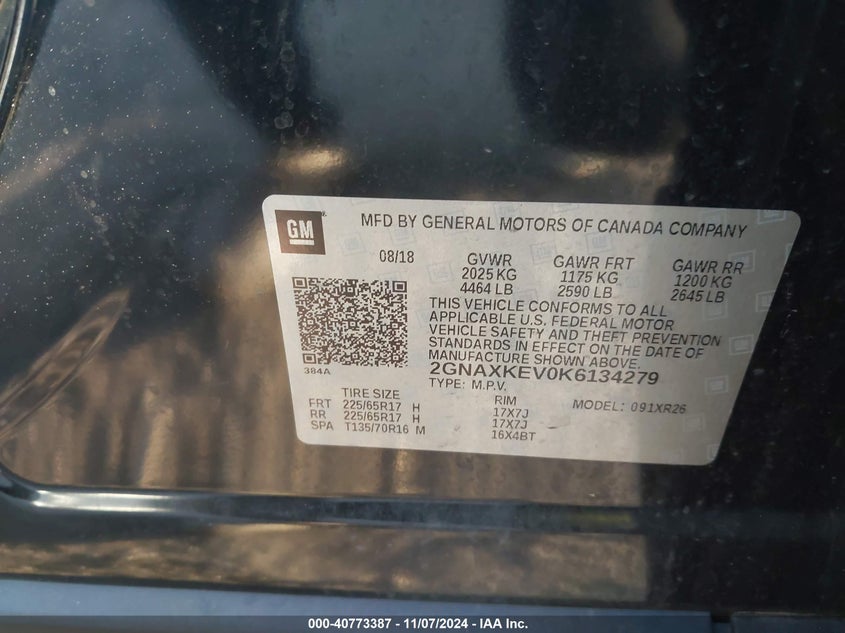 GM
MFD BY GENERAL MOTORS OF CANADA COMPANY
08/18 GVWR GAWR FRT GAWR RR
2025 KG 1175 KG 1200 KG
4464 LB 2590 LB 2645 LB
THIS VEHICLE CONFORMS TO ALL
APPLICABLE U.S. FEDERAL MOTOR
VEHICLE SAFETY AND THEFT PREVENTION
STANDARDS IN EFFECT ON THE DATE OF
MANUFACTURE SHOWN ABOVE.
384A
2GNAXKEV0K6134279
TYPE: M.P.V.
MODEL: 091XR26
TIRE SIZE RIM
FRT 225/65R17 H 17X7J
RR 225/65R17 H 17X7J
SPA T135/70R16 M 16X4BT
000-40773387 - 11/07/2024 - IAA Inc.